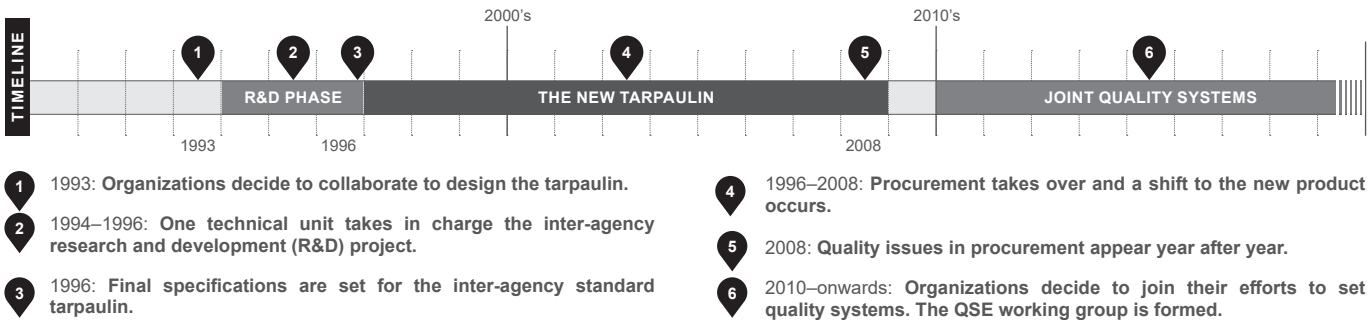 2000's
2010's
TIMELINE
1
2
3
4
5
6
R&D PHASE
THE NEW TARPAULIN
JOINT QUALITY SYSTEMS
1993
1996
2008
1
1993: Organizations decide to collaborate to design the tarpaulin.
2
1994–1996: One technical unit takes in charge the inter-agency
research and development (R&D) project.
3
1996: Final specifications are set for the inter-agency standard
tarpaulin.
4
1996–2008: Procurement takes over and a shift to the new product
occurs.
5
2008: Quality issues in procurement appear year after year.
6
2010–onwards: Organizations decide to join their efforts to set
quality systems. The QSE working group is formed.